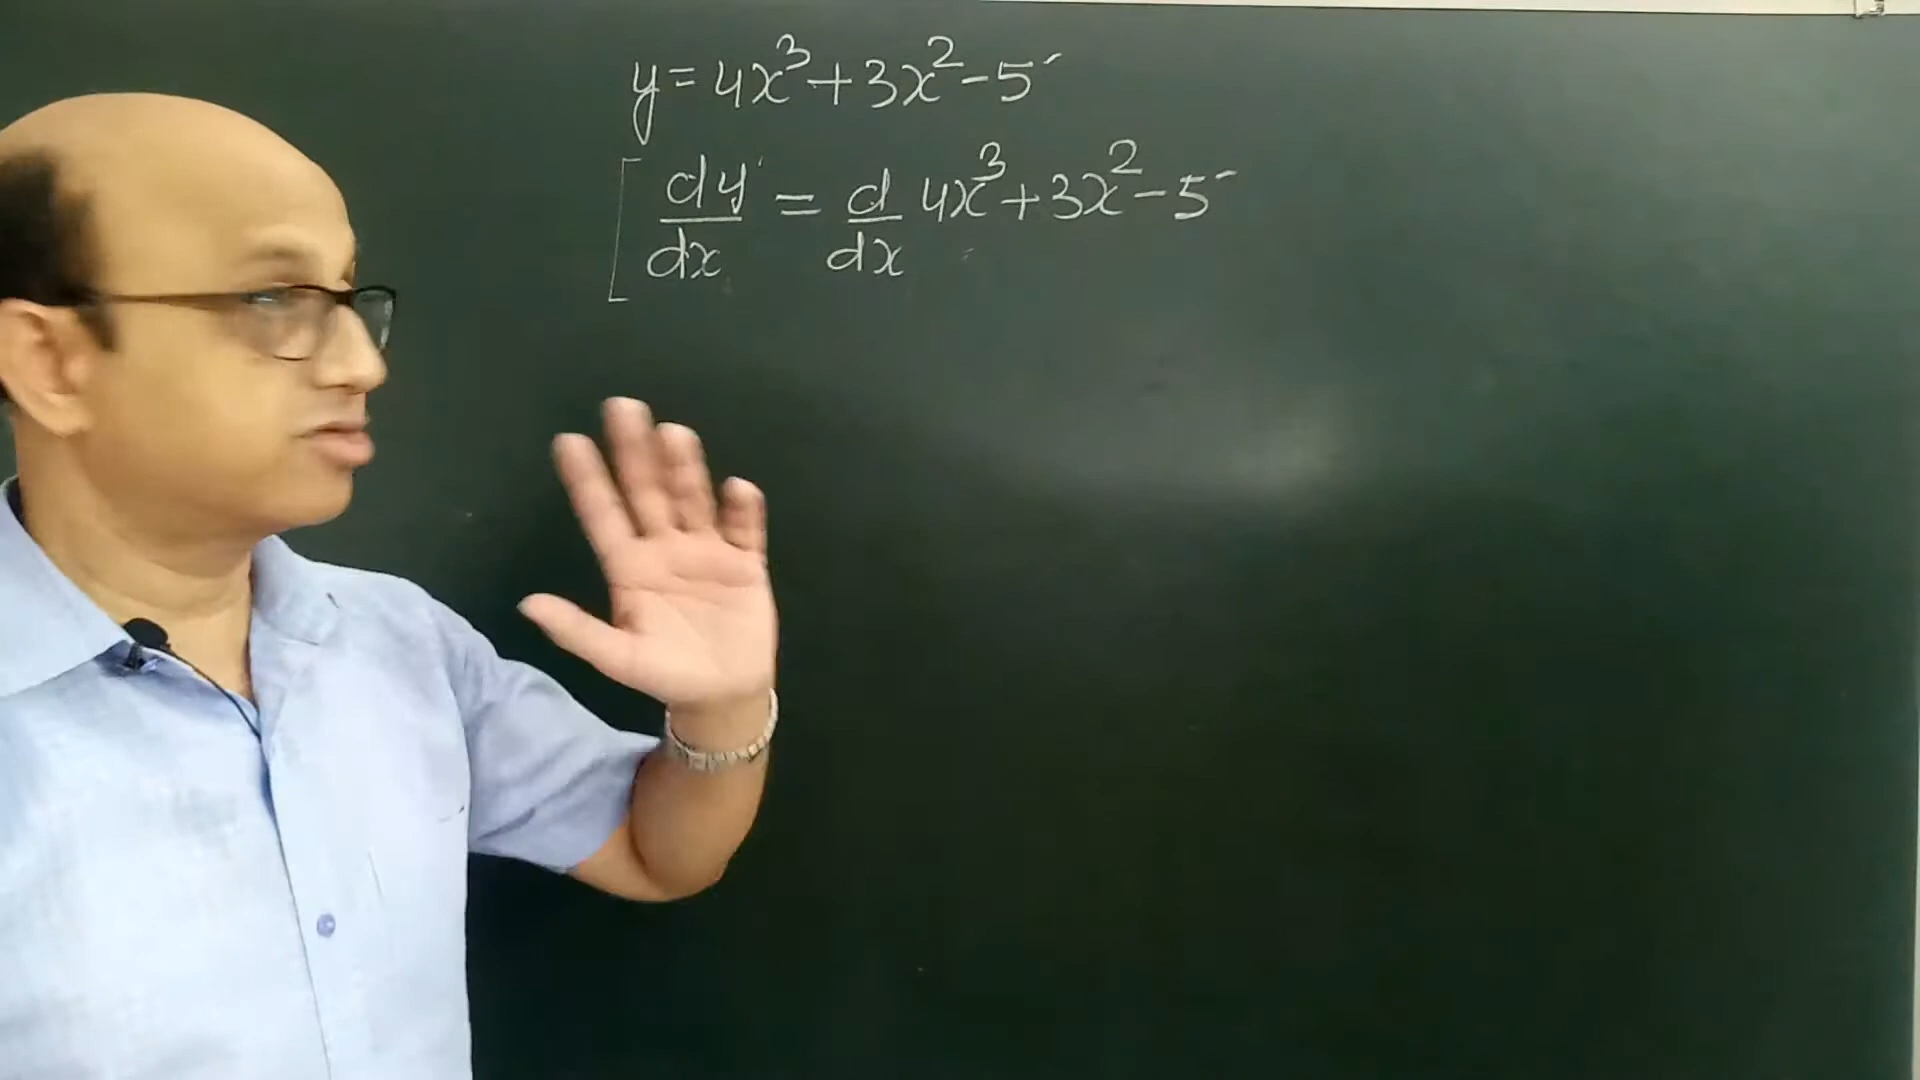 y = 4x³ + 3x² - 5
[ dy/dx = d/dx 4x³ + 3x² - 5